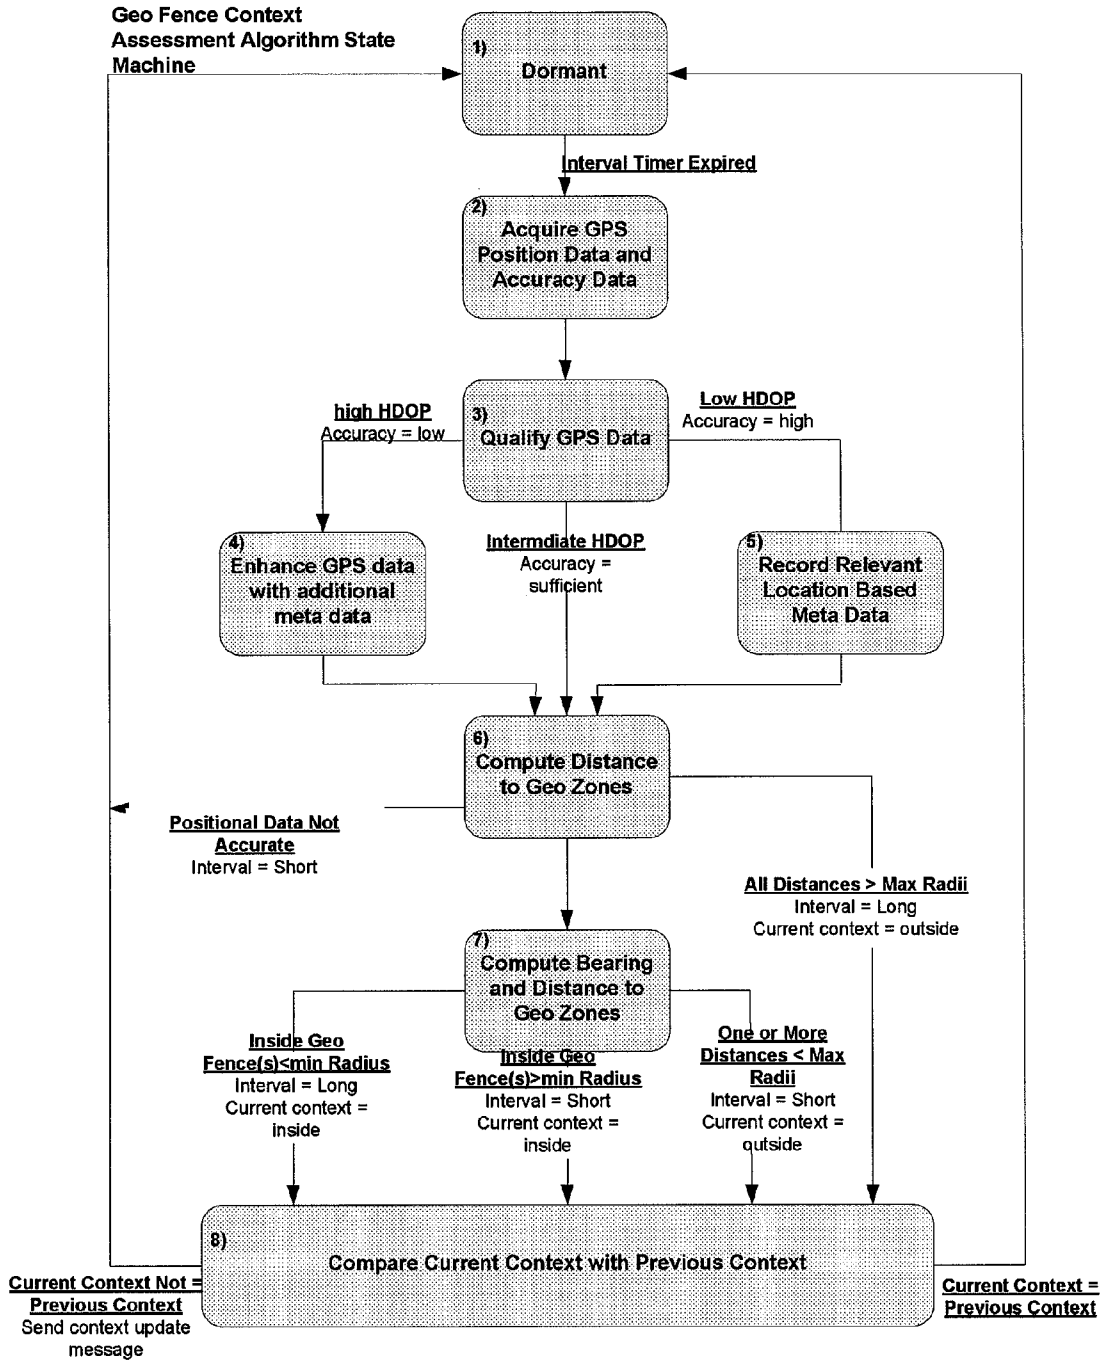 Geo Fence Context
Assessment Algorithm State
Machine
1)
Dormant
Interval Timer Expired
2)
Acquire GPS
Position Data and
Accuracy Data
high HDOP
Accuracy = low
3)
Qualify GPS Data
Low HDOP
Accuracy = high
4)
Enhance GPS data
with additional
meta data
Intermdiate HDOP
Accuracy =
sufficient
5)
Record Relevant
Location Based
Meta Data
6)
Compute Distance
to Geo Zones
Positional Data Not
Accurate
Interval = Short
All Distances > Max Radii
Interval = Long
Current context = outside
7)
Compute Bearing
and Distance to
Geo Zones
Inside Geo
Fence(s)<min Radius
Interval = Long
Current context =
inside
Inside Geo
Fence(s)>min Radius
Interval = Short
Current context =
inside
One or More
Distances < Max
Radii
Interval = Short
Current context =
outside
8)
Compare Current Context with Previous Context
Current Context Not =
Previous Context
Send context update
message
Current Context =
Previous Context